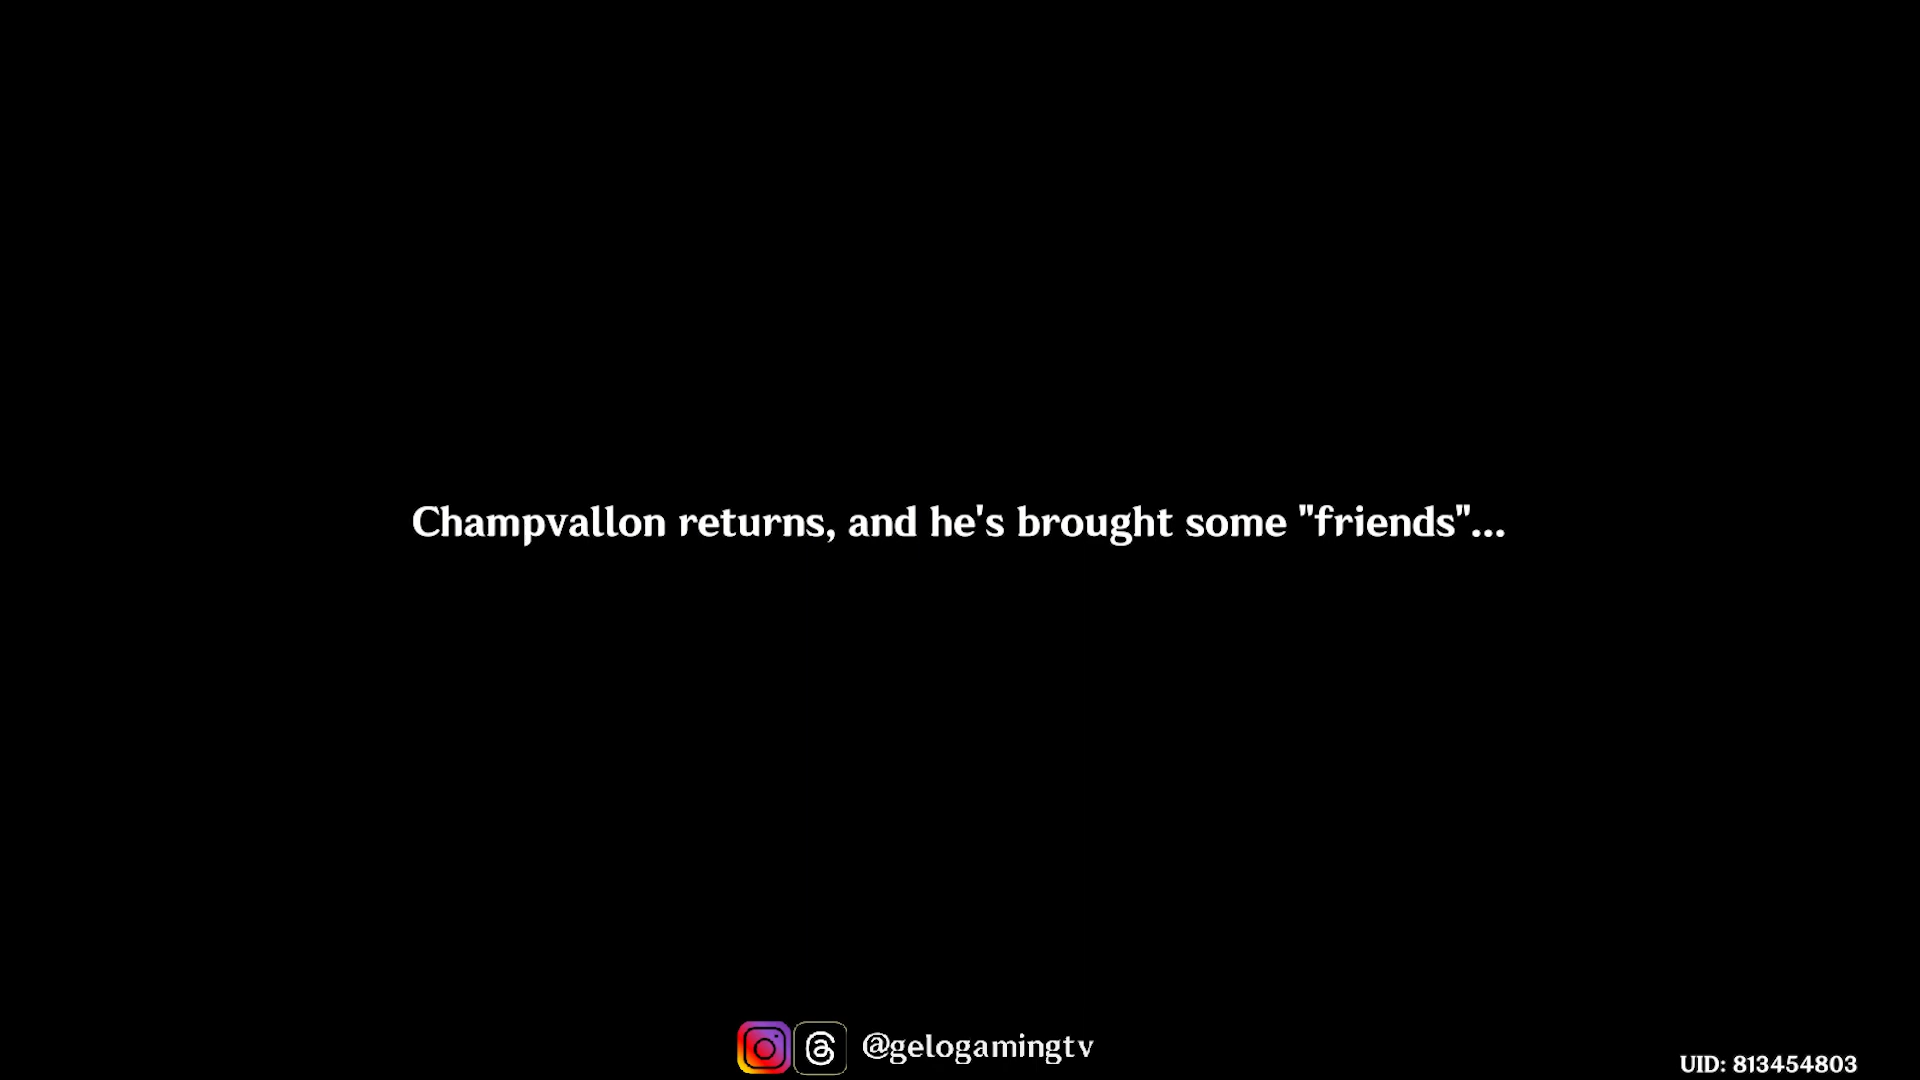 Champvallon returns, and he's brought some "friends"...
@gelogamingtv
UID: 813454803